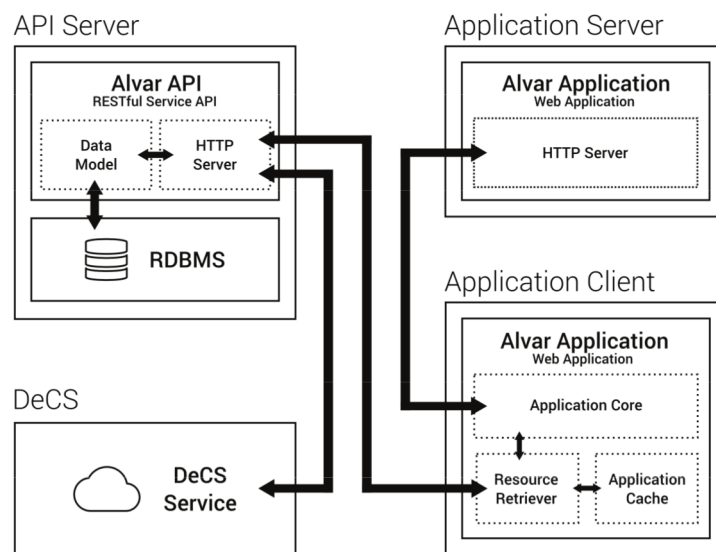 API Server
Alvar API
RESTful Service API
Data
Model
HTTP
Server
RDBMS
DeCS
DeCS
Service
Application Server
Alvar Application
Web Application
HTTP Server
Application Client
Alvar Application
Web Application
Application Core
Resource
Retriever
Application
Cache